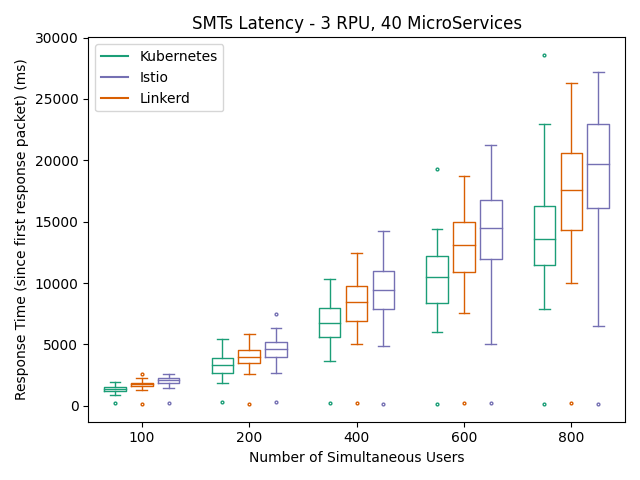 SMTs Latency - 3 RPU, 40 MicroServices
Response Time (since first response packet) (ms)
30000
25000
20000
15000
10000
5000
0
Kubernetes
Istio
Linkerd
100
200
400
600
800
Number of Simultaneous Users